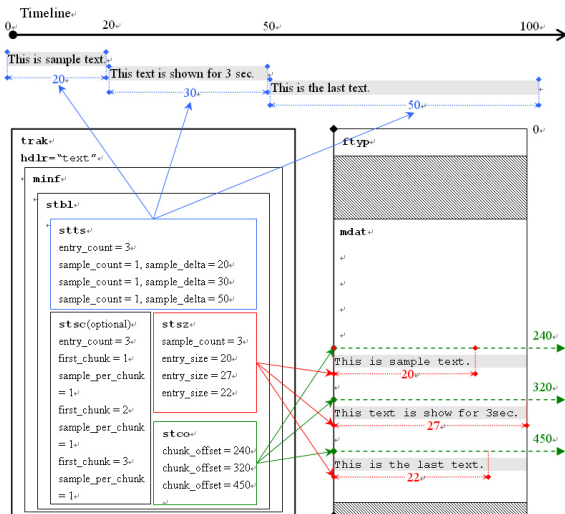 Timeline
0 20 50 100
This is sample text.
20
This text is shown for 3 sec.
30
This is the last text.
50
trak
hdlr="text"
minf
stbl
stts
entry_count = 3
sample_count = 1, sample_delta = 20
sample_count = 1, sample_delta = 30
sample_count = 1, sample_delta = 50
stsc(optional)
entry_count = 3
first_chunk = 1
sample_per_chunk
= 1
first_chunk = 2
sample_per_chunk
= 1
first_chunk = 3
sample_per_chunk
= 1
stsz
sample_count = 3
entry_size = 20
entry_size = 27
entry_size = 22
stco
chunk_offset = 240
chunk_offset = 320
chunk_offset = 450
0
ftyp
mdat
240
This is sample text.
20
320
This text is show for 3sec.
27
450
This is the last text.
22